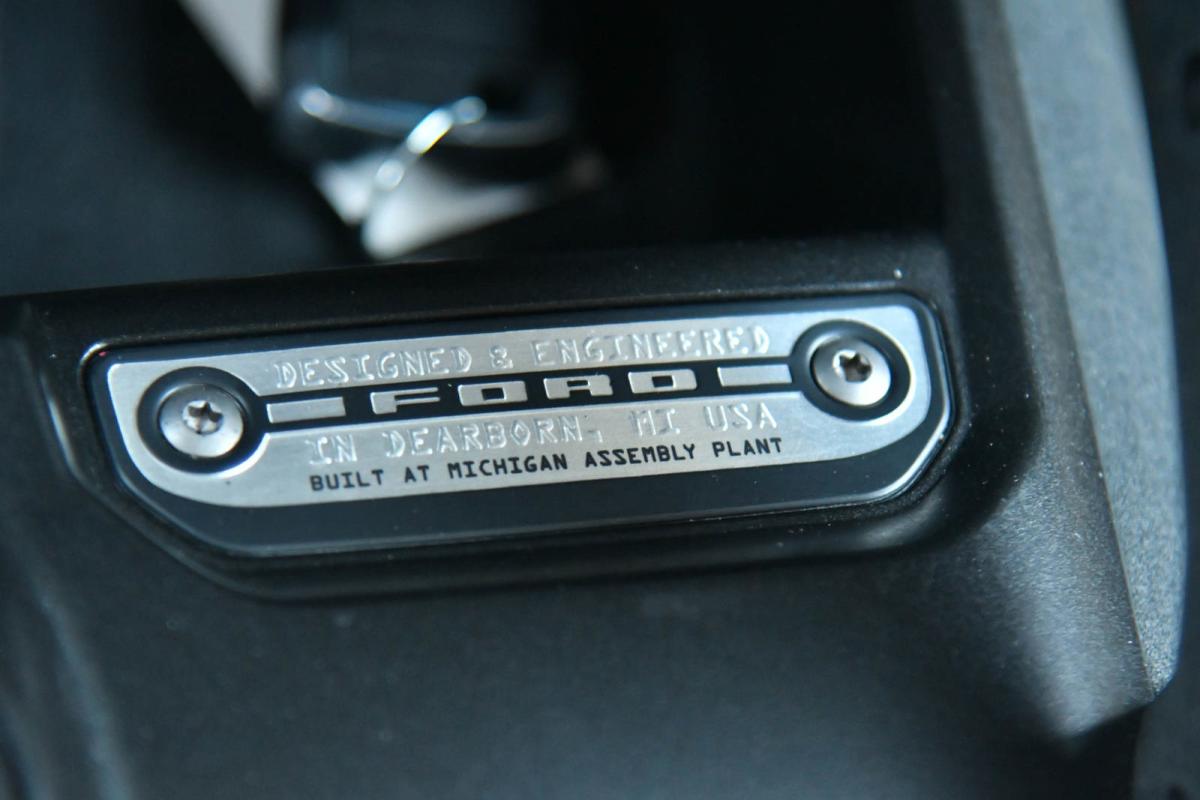 DESIGNED & ENGINEERED
FORD
IN DEARBORN, MI USA
BUILT AT MICHIGAN ASSEMBLY PLANT